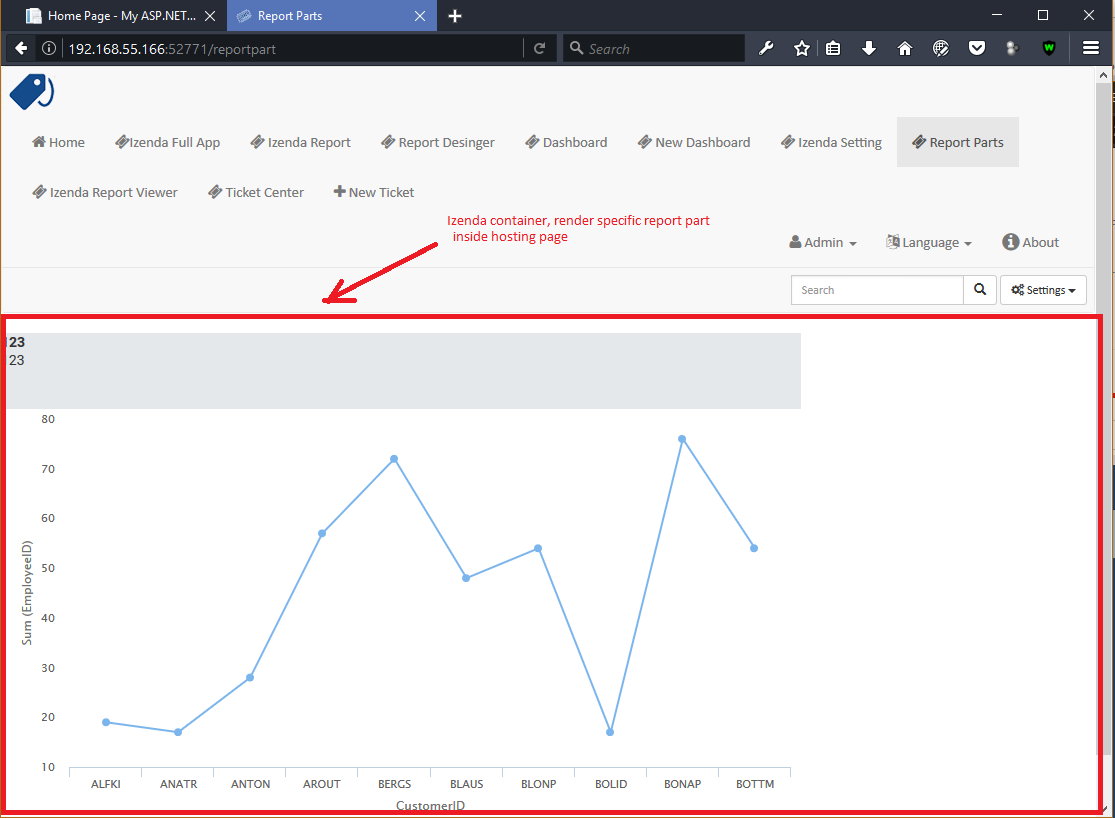 Home Page - My ASP.NET...
Report Parts
192.168.55.166:52771/reportpart
Search
W
Home
Izenda Full App
Izenda Report
Report Desinger
Dashboard
New Dashboard
Izenda Setting
Report Parts
Izenda Report Viewer
Ticket Center
New Ticket
Izenda container, render specific report part
inside hosting page
Admin
Language
About
Search
Settings
123
23
80
70
60
50
40
30
20
10
Sum (EmployeeID)
ALFKI
ANATR
ANTON
AROUT
BERGS
BLAUS
BLONP
BOLID
BONAP
BOTTM
CustomerID